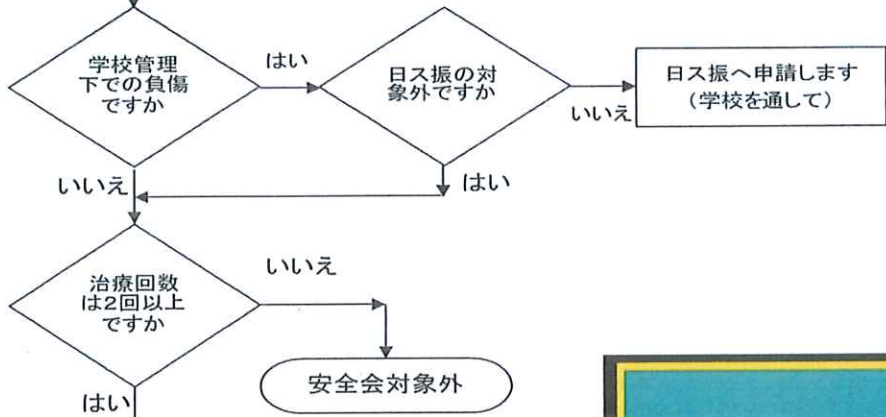 学校管理
下での負傷
ですか
はい
日ス振の対
象外ですか
いいえ
日ス振へ申請します
(学校を通して)
いいえ
はい
治療回数
は2回以上
ですか
いいえ
安全会対象外
はい